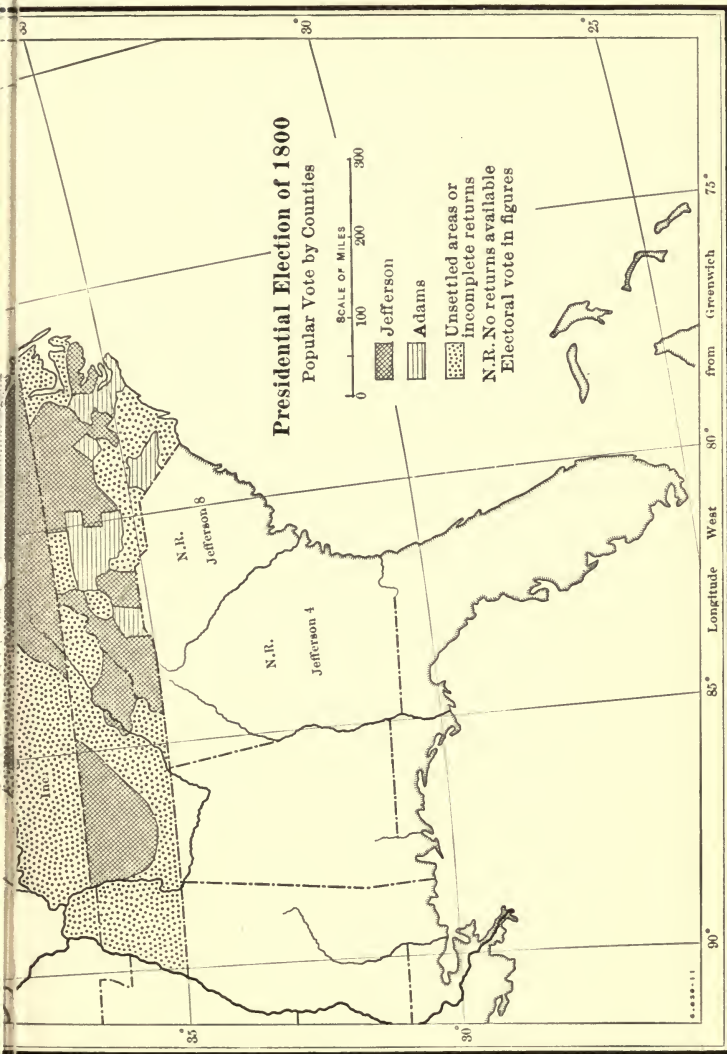 Presidential Election of 1800
Popular Vote by Counties
SCALE OF MILES
0 100 200 300
Jefferson
Adams
Unsettled areas or
incomplete returns
N.R. No returns available
Electoral vote in figures
Inc.
N.R.
Jefferson 8
N.R.
Jefferson 4
30°
25°
35°
30°
90° 85° 80° 75°
Longitude West from Greenwich